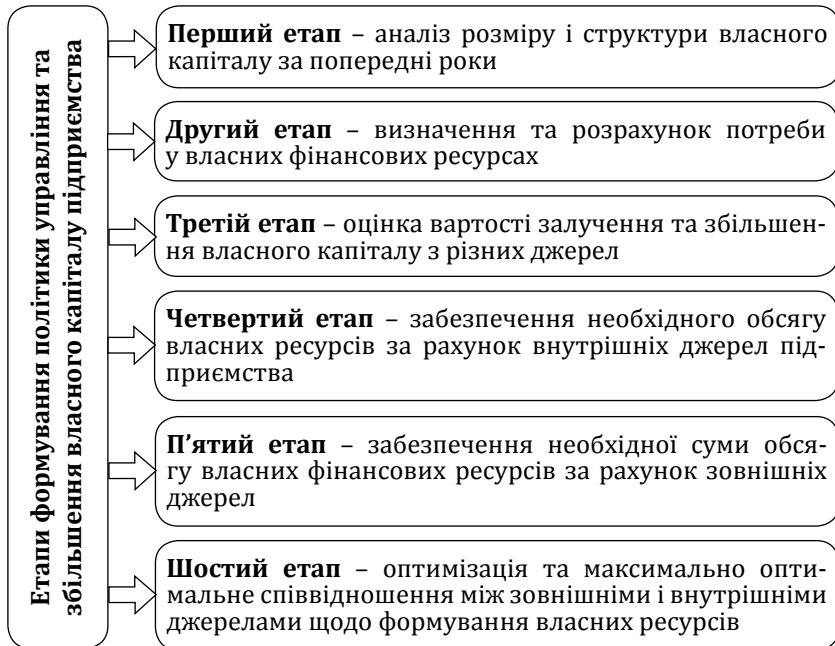 Етапи формування політики управління та
збільшення власного капіталу підприємства
Перший етап – аналіз розміру і структури власного
капіталу за попередні роки
Другий етап – визначення та розрахунок потреби
у власних фінансових ресурсах
Третій етап – оцінка вартості залучення та збільшен-
ня власного капіталу з різних джерел
Четвертий етап – забезпечення необхідного обсягу
власних ресурсів за рахунок внутрішніх джерел під-
приємства
П’ятий етап – забезпечення необхідної суми обся-
гу власних фінансових ресурсів за рахунок зовнішніх
джерел
Шостий етап – оптимізація та максимально опти-
мальне співвідношення між зовнішніми і внутрішніми
джерелами щодо формування власних ресурсів